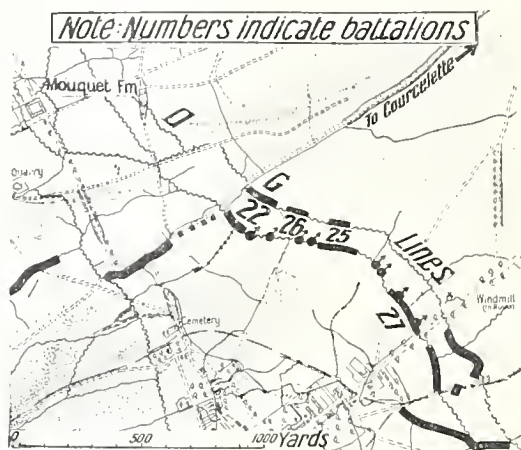 Note: Numbers indicate battalions
Mouquet Fm
To Courcelette
O
G
Lines
Quarry
22
26
25
27
Windmill
Cemetery
0 500 1000 Yards